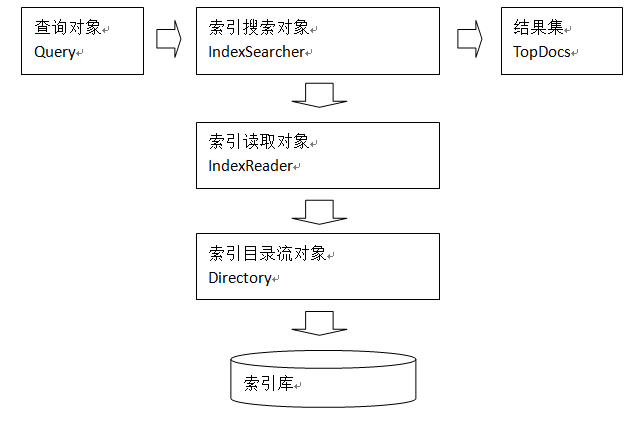 查询对象
Query
索引搜索对象
IndexSearcher
结果集
TopDocs
索引读取对象
IndexReader
索引目录流对象
Directory
索引库